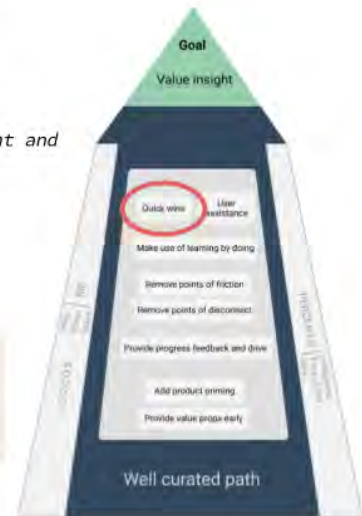 Goal
Value insight
nt and
Quick wins
User
assistance
Make use of learning by doing
Remove points of friction
Remove points of disconnect
Provide progress feedback and drive
Add product priming
Provide value props early
Well curated path